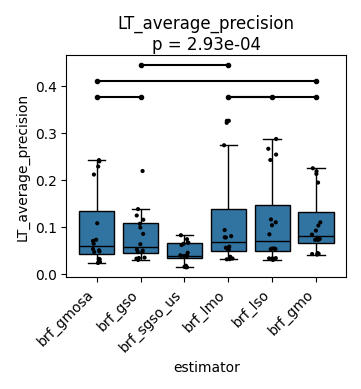 LT_average_precision
p = 2.93e-04
LT_average_precision
0.4
0.3
0.2
0.1
0.0
brf_gmosa
brf_gso
brf_sgso_us
brf_lmo
brf_lso
brf_gmo
estimator